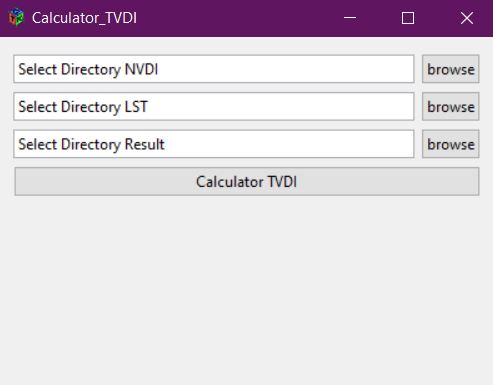 Calculator_TVDI
Select Directory NVDI browse
Select Directory LST browse
Select Directory Result browse
Calculator TVDI